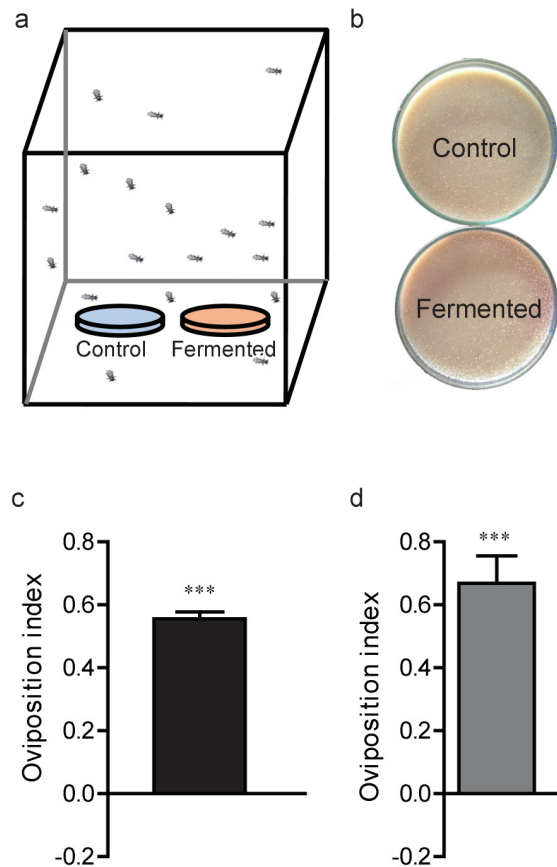 a
b
Control
Fermented
Control
Fermented
c
d
Oviposition index
0.8
0.6
0.4
0.2
0.0
-0.2
***
Oviposition index
0.8
0.6
0.4
0.2
0.0
-0.2
***